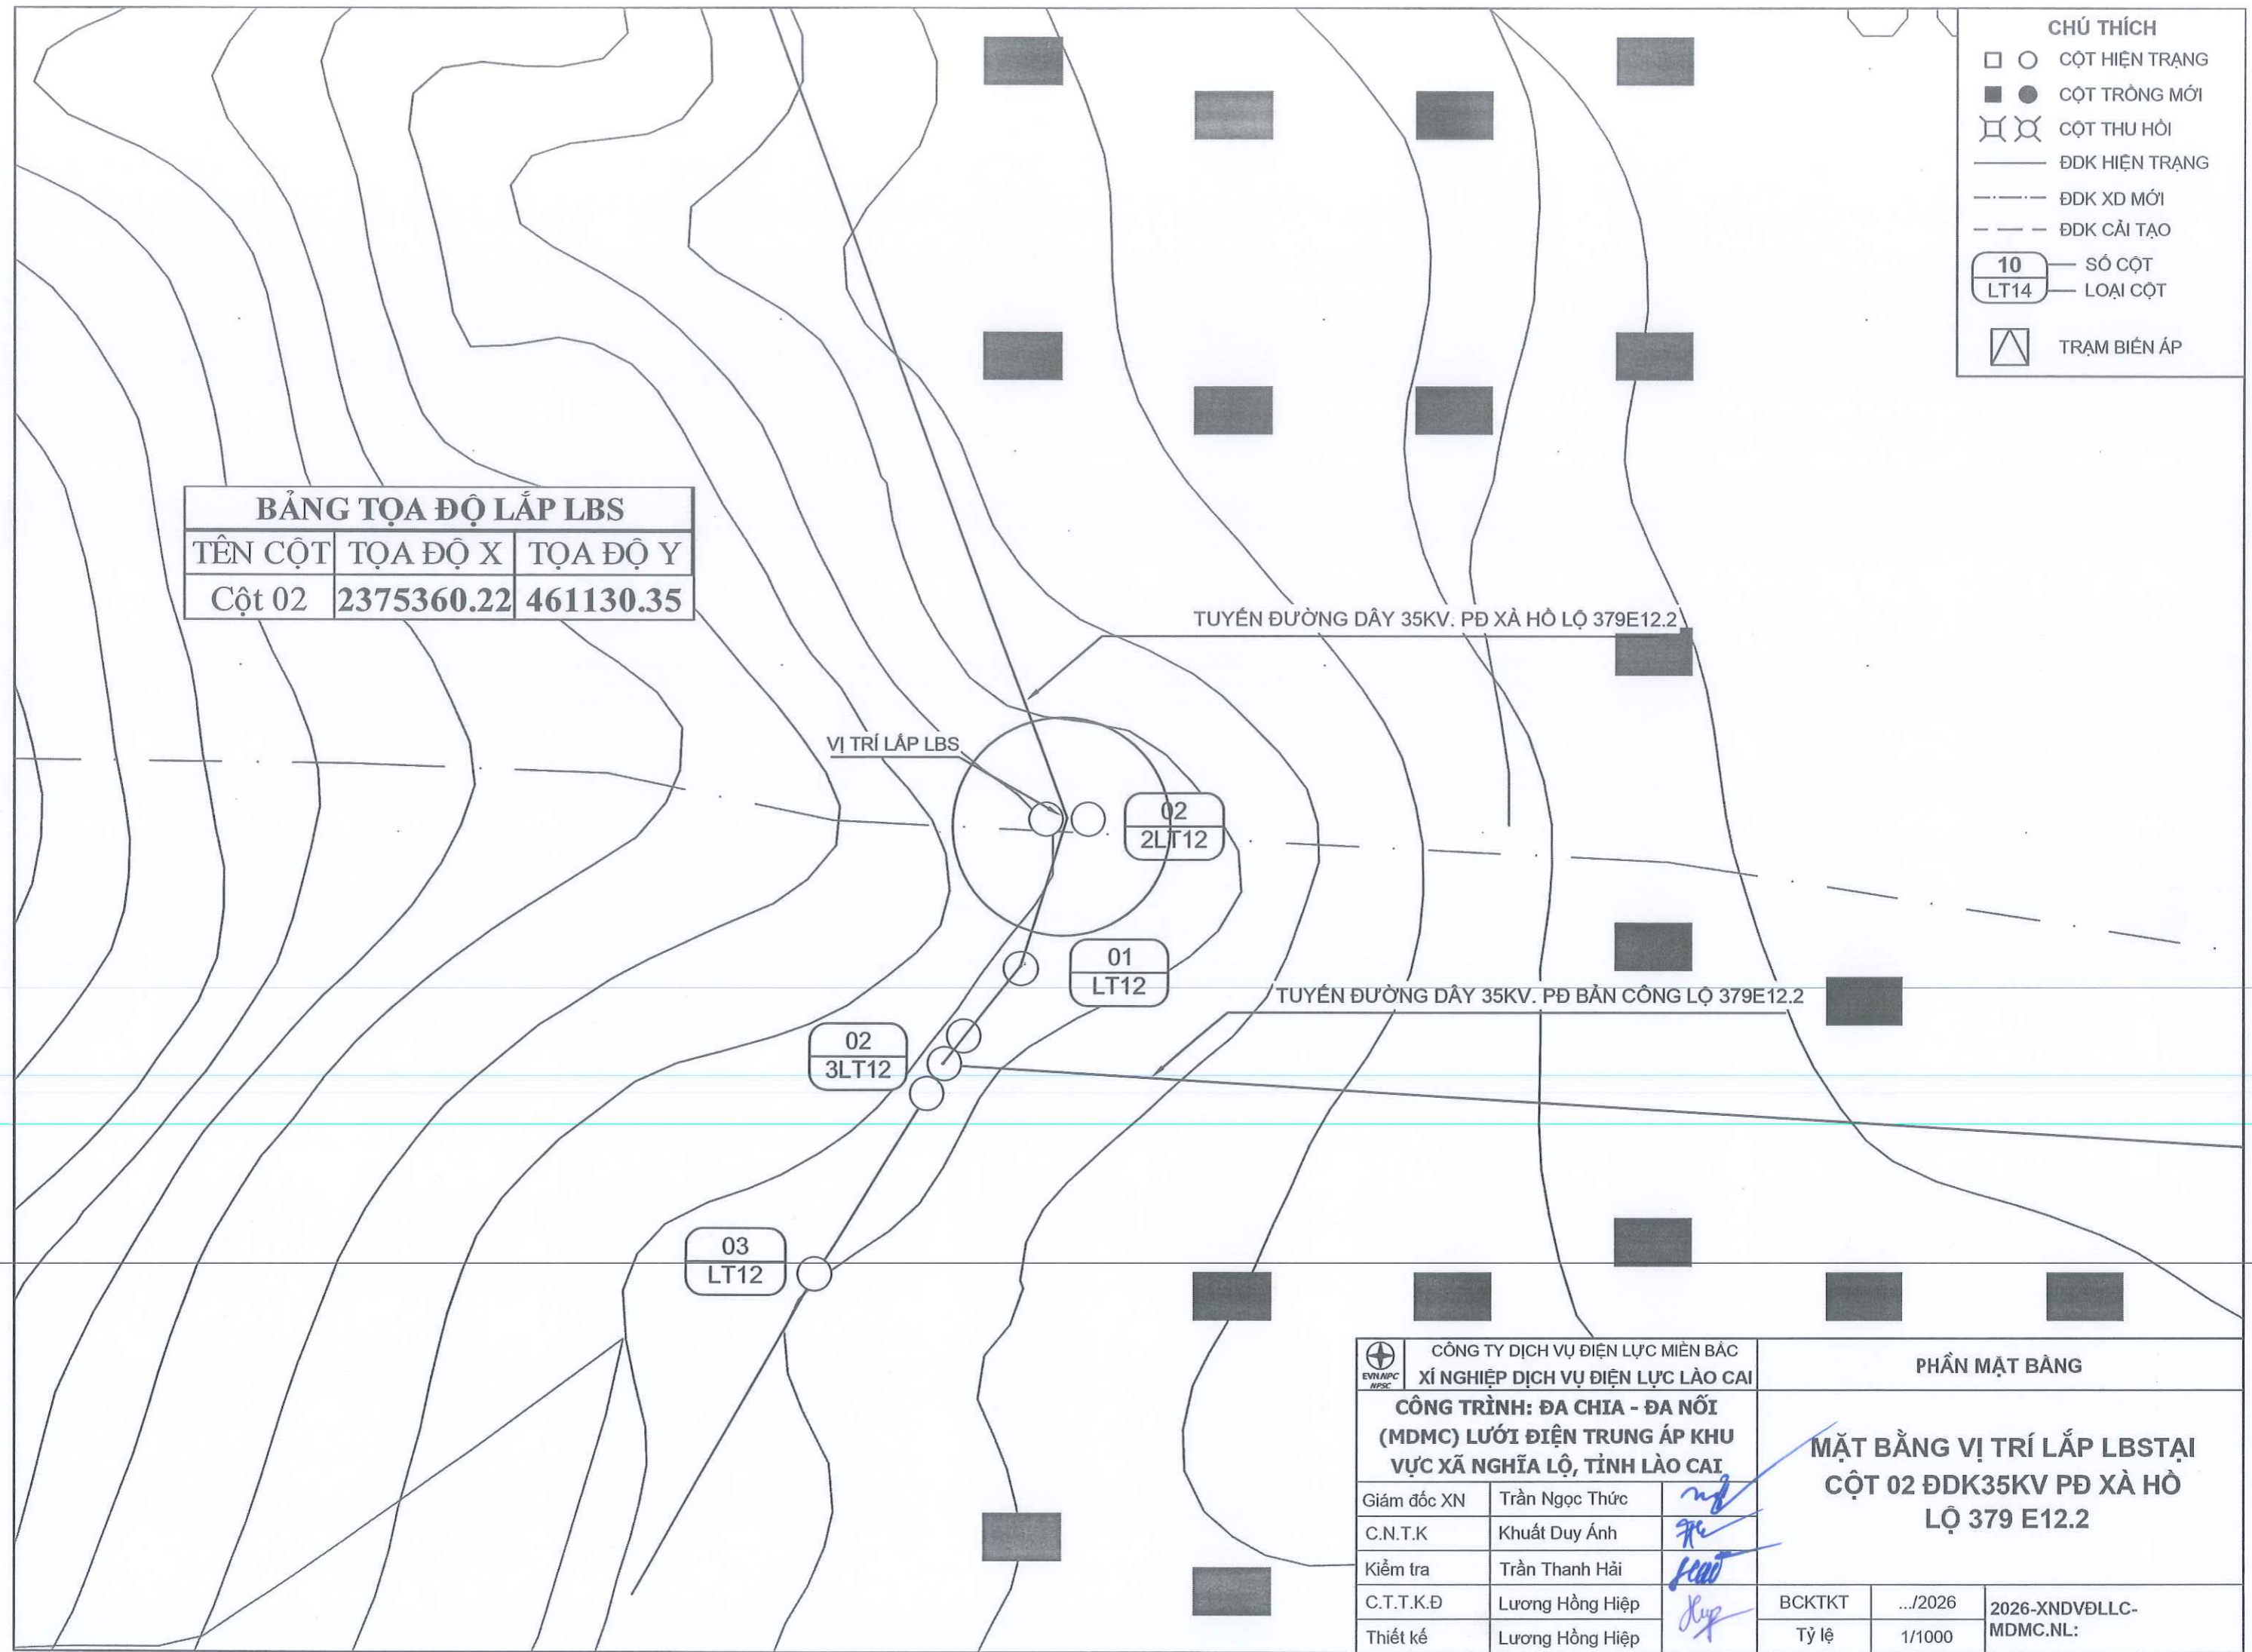 CHÚ THÍCH
CỘT HIỆN TRẠNG
CỘT TRỒNG MỚI
CỘT THU HỒI
ĐDK HIỆN TRẠNG
ĐDK XD MỚI
ĐDK CẢI TẠO
10 SỐ CỘT
LT14 LOẠI CỘT
TRẠM BIẾN ÁP
BẢNG TỌA ĐỘ LẮP LBS
TÊN CỘT TỌA ĐỘ X TỌA ĐỘ Y
Cột 02 2375360.22 461130.35
TUYẾN ĐƯỜNG DÂY 35KV. PĐ XÀ HỒ LỘ 379E12.2
VỊ TRÍ LẮP LBS
02
2LT12
01
LT12
TUYẾN ĐƯỜNG DÂY 35KV. PĐ BẢN CÔNG LỘ 379E12.2
02
3LT12
03
LT12
EVNNPC
NPSC
CÔNG TY DỊCH VỤ ĐIỆN LỰC MIỀN BẮC
XÍ NGHIỆP DỊCH VỤ ĐIỆN LỰC LÀO CAI
PHẦN MẶT BẰNG
CÔNG TRÌNH: ĐA CHIA - ĐA NỐI
(MDMC) LƯỚI ĐIỆN TRUNG ÁP KHU
VỰC XÃ NGHĨA LỘ, TỈNH LÀO CAI
MẶT BẰNG VỊ TRÍ LẮP LBSTẠI
CỘT 02 ĐDK35KV PĐ XÀ HỒ
LỘ 379 E12.2
Giám đốc XN Trần Ngọc Thức
C.N.T.K Khuất Duy Ánh
Kiểm tra Trần Thanh Hải
C.T.T.K.Đ Lương Hồng Hiệp
Thiết kế Lương Hồng Hiệp
BCKTKT .../2026
Tỷ lệ 1/1000
2026-XNDVĐLLC-
MDMC.NL: